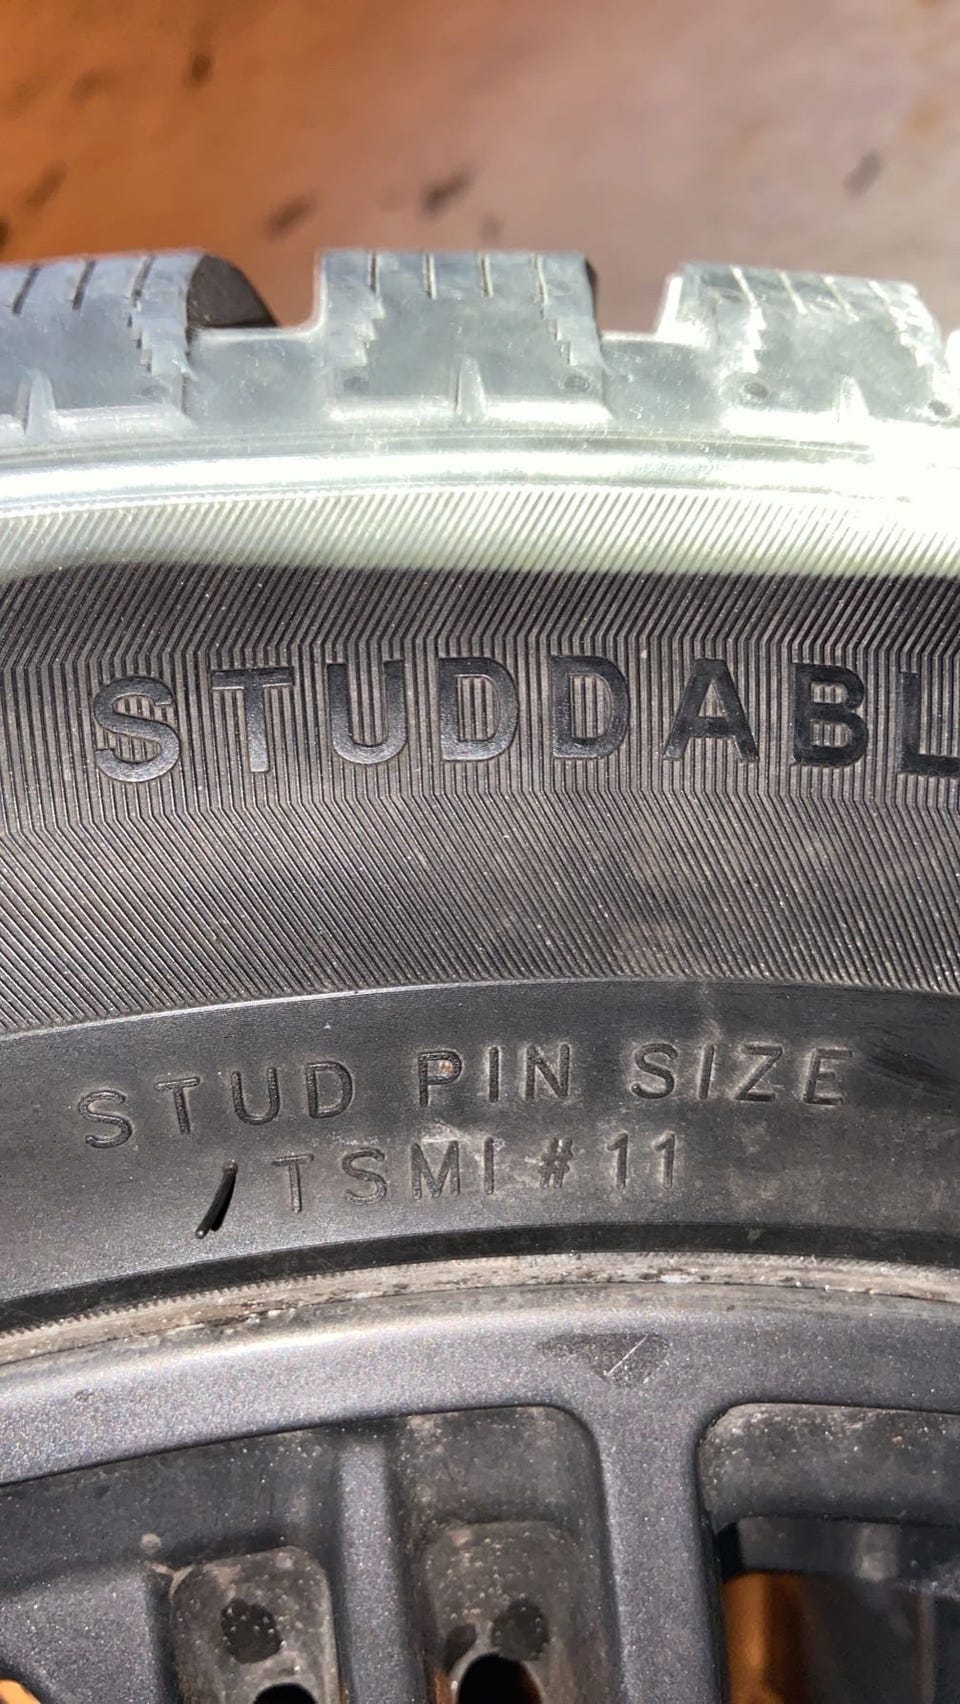 STUDDABL
STUD PIN SIZE
TSMI #11